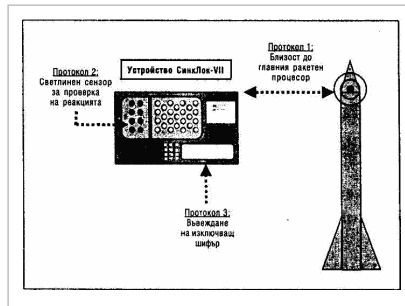 Протокол 1:
Близост до
главния ракетен
процесор
Устройство СинкЛок-VII
Протокол 2:
Светлинен сензор
за проверка
на реакцията
Протокол 3:
Въвеждане
на изключващ
шифър